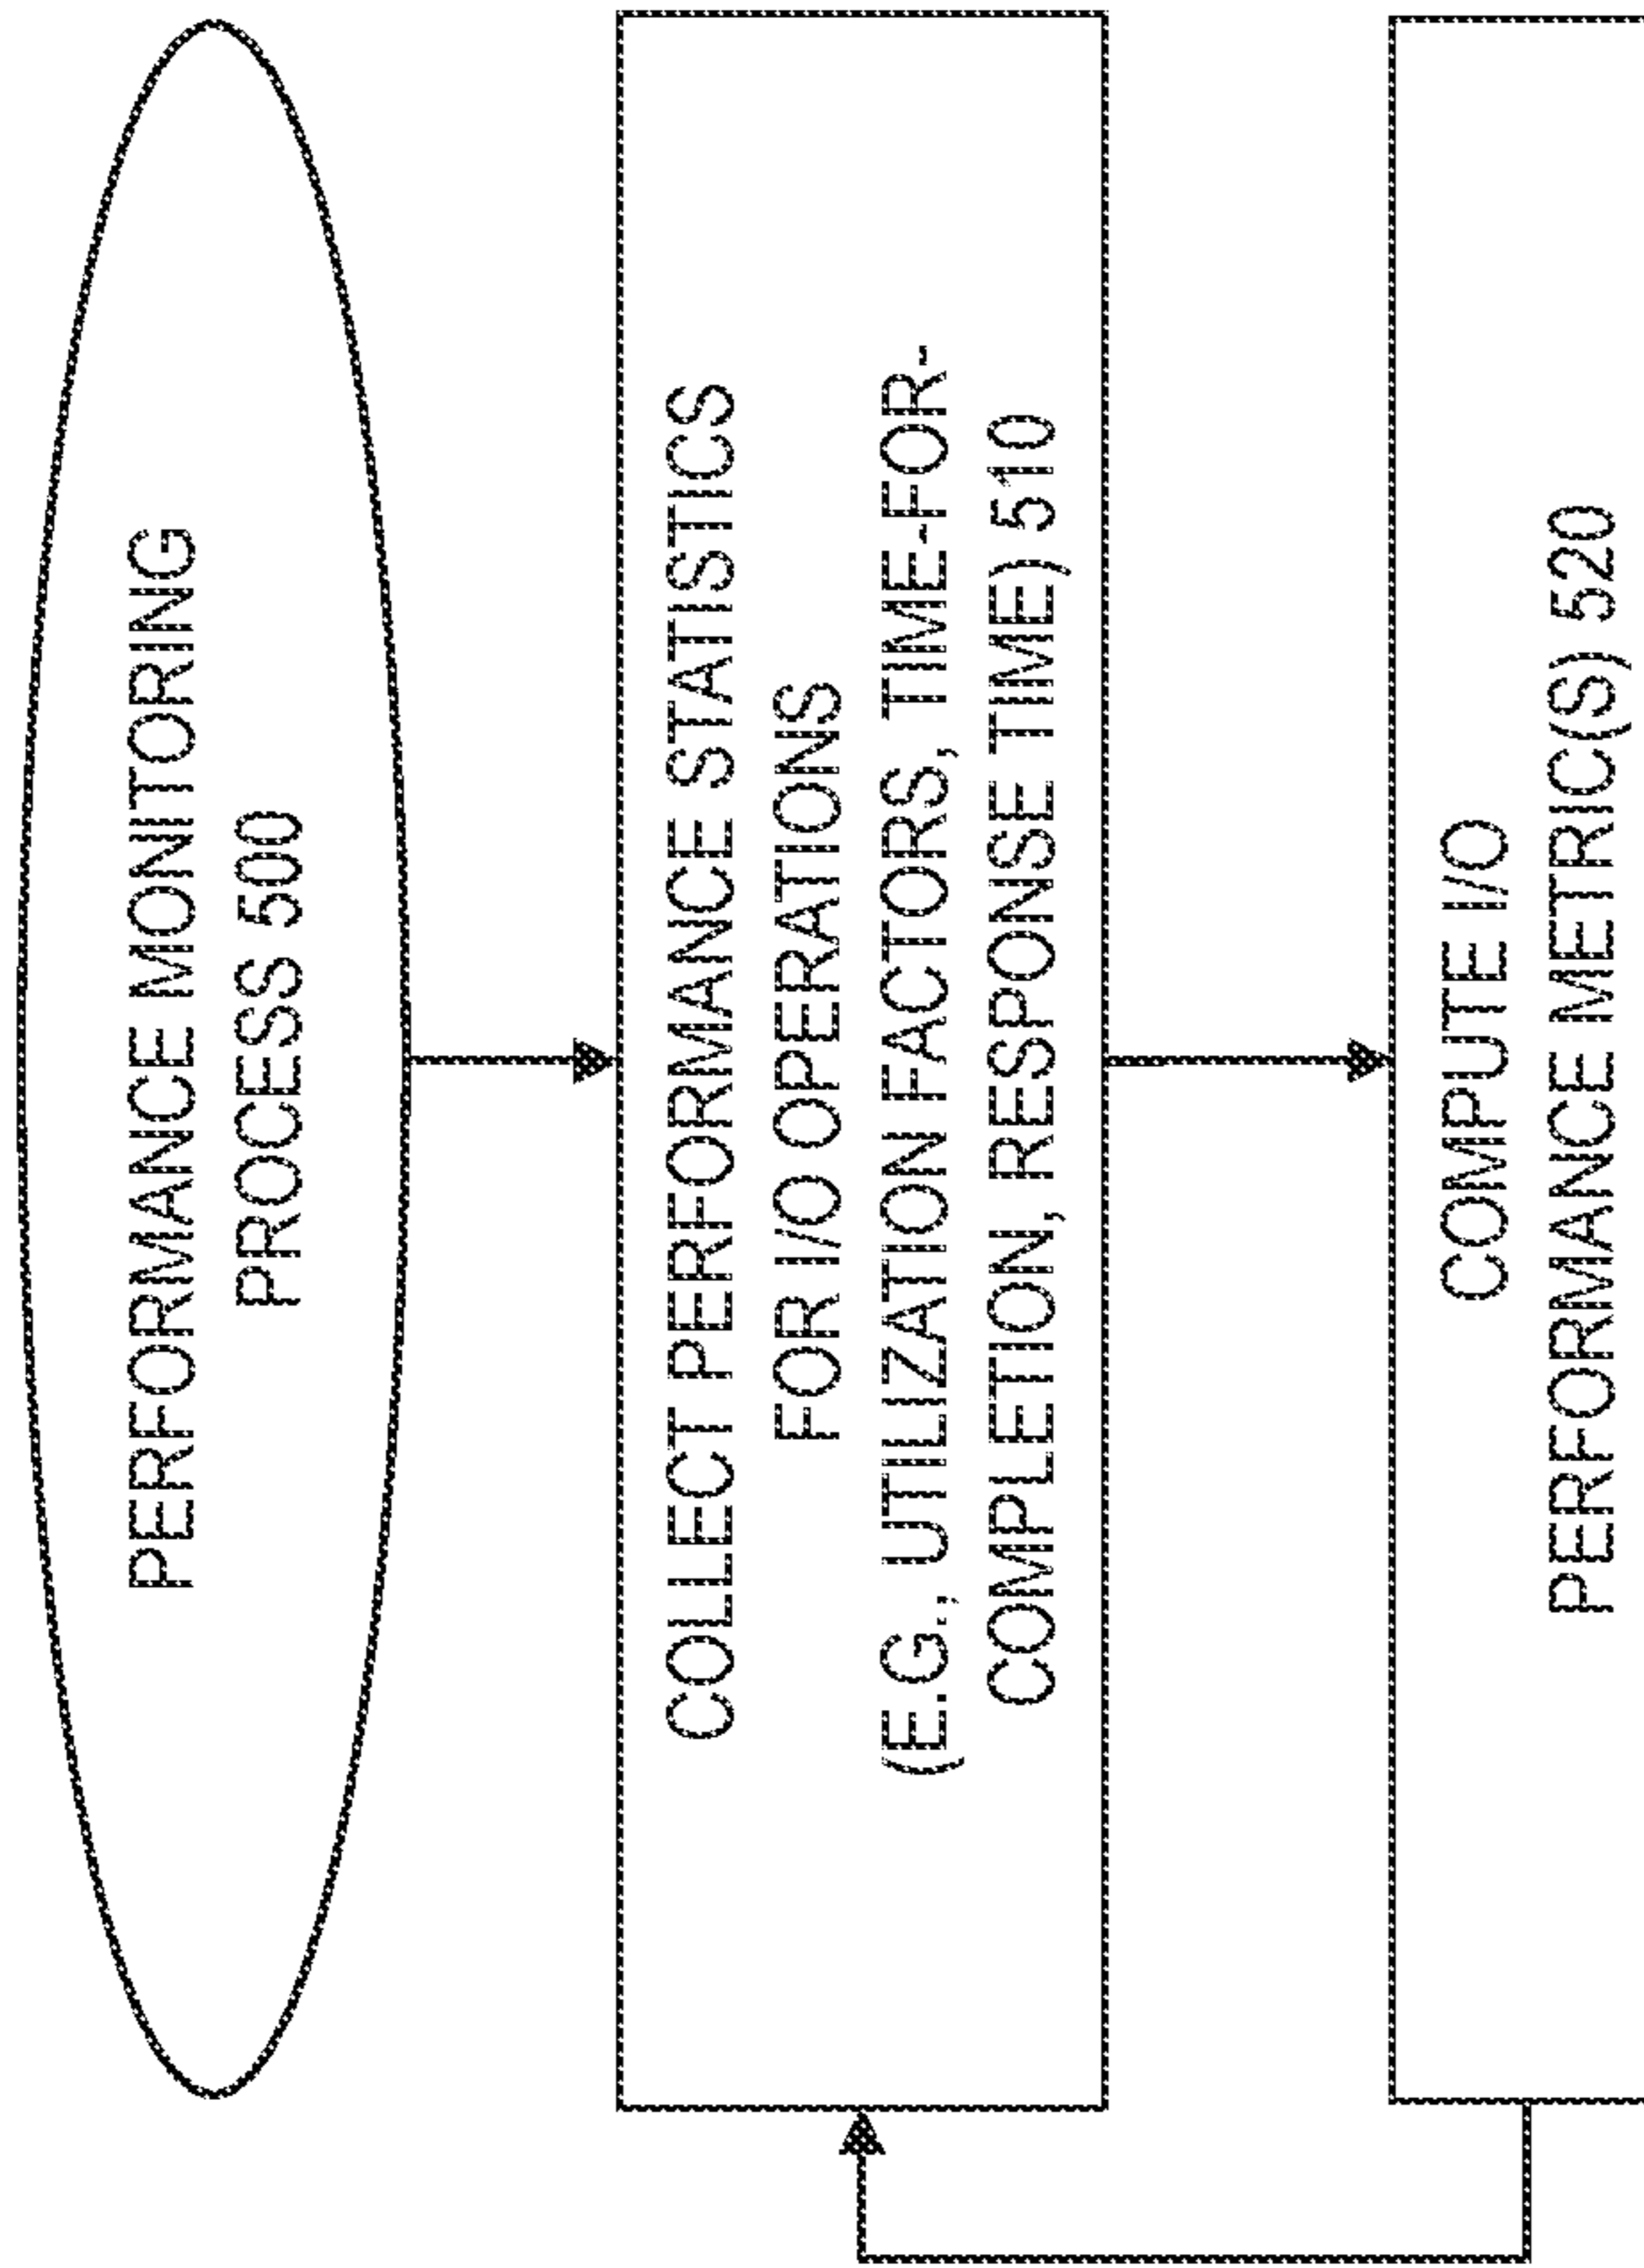 PERFORMANCE MONITORING
PROCESS 500
COLLECT PERFORMANCE STATISTICS
FOR I/O OPERATIONS
(E.G., UTILIZATION FACTORS, TIME-FOR-
COMPLETION, RESPONSE TIME) 510
COMPUTE I/O
PERFORMANCE METRIC(S) 520